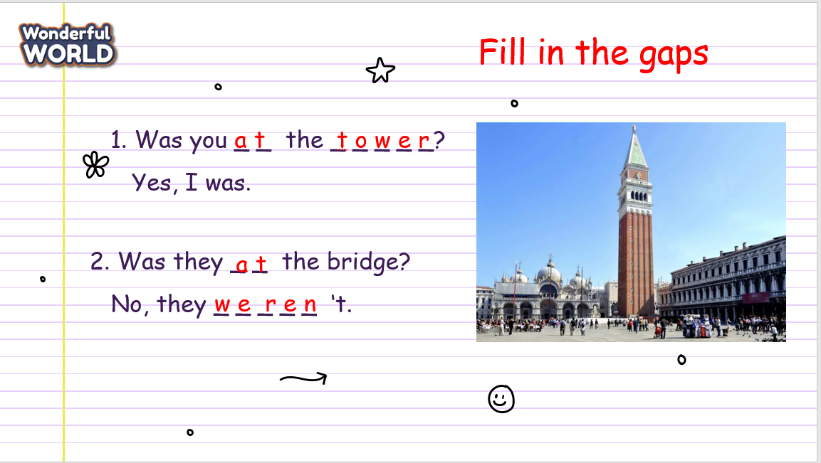 Wonderful
WORLD
Fill in the gaps
1. Was you at the tower?
Yes, I was.
2. Was they at the bridge?
No, they weren't.